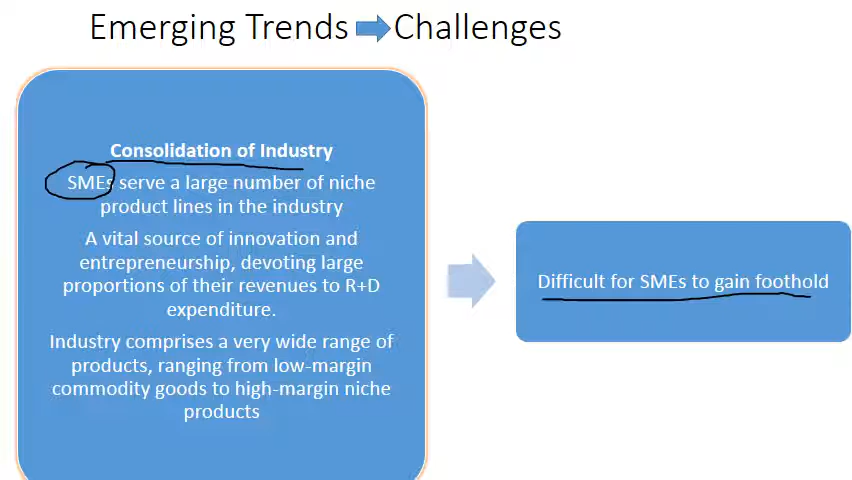 Emerging Trends Challenges
Consolidation of Industry
SMEs serve a large number of niche
product lines in the industry
A vital source of innovation and
entrepreneurship, devoting large
proportions of their revenues to R+D
expenditure.
Industry comprises a very wide range of
products, ranging from low-margin
commodity goods to high-margin niche
products
Difficult for SMEs to gain foothold